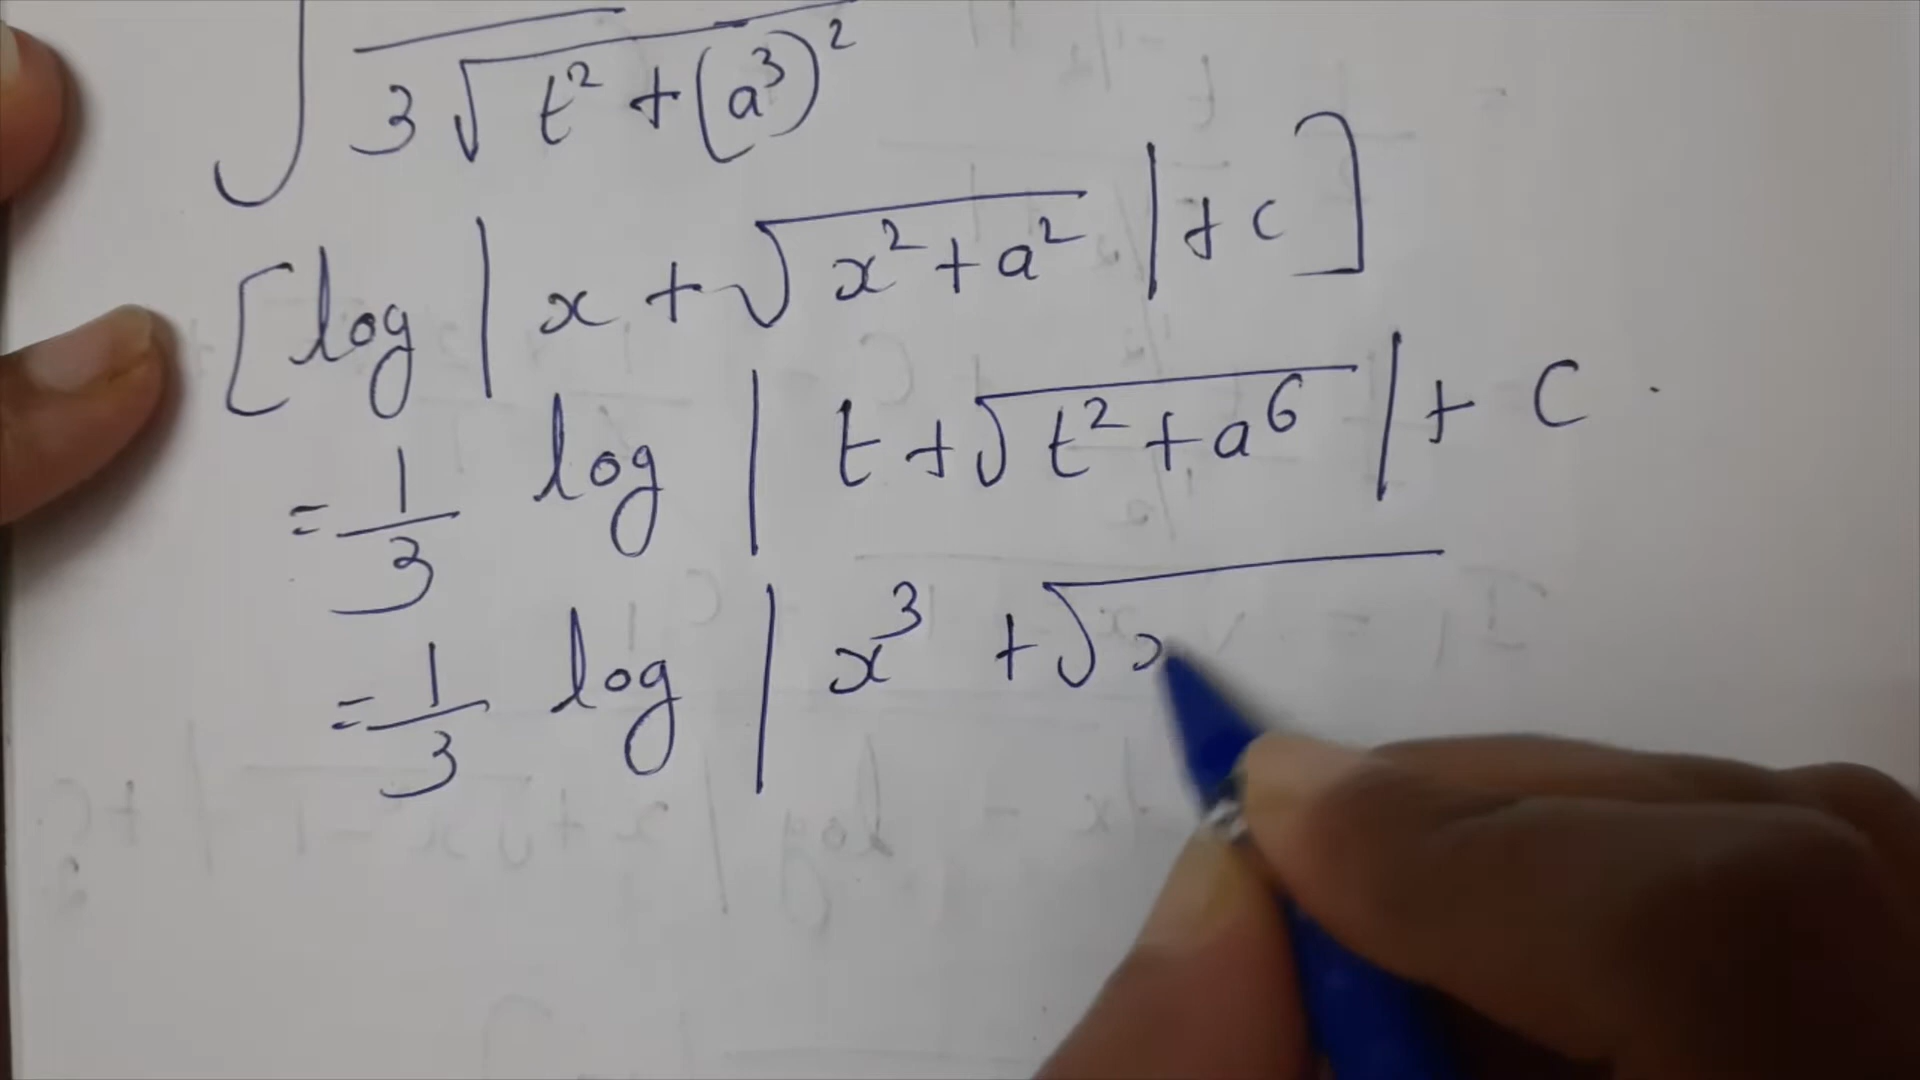 ∫ 3√(t² + (a³)²)
[log | x + √(x² + a²) | + c]
= 1/3 log | t + √(t² + a⁶) | + C .
= 1/3 log | x³ + √x